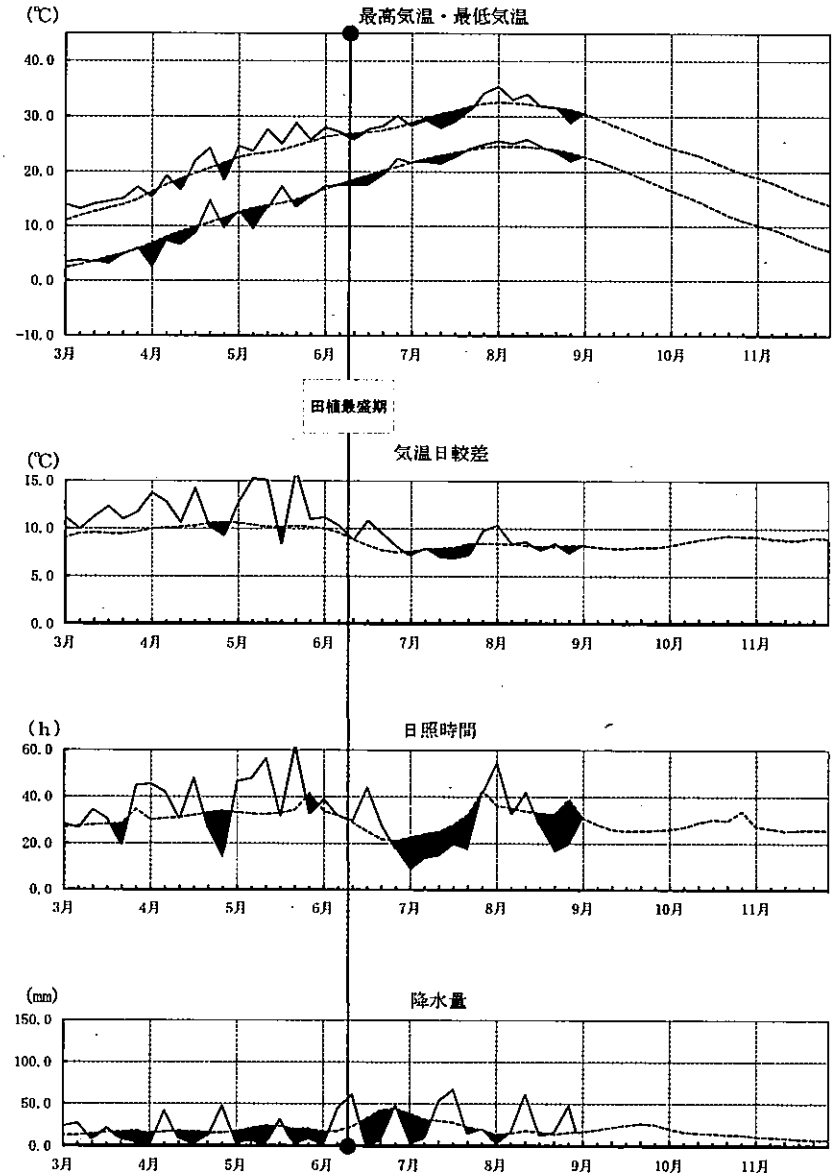 (℃)
最高気温・最低気温
40.0
30.0
20.0
10.0
0.0
-10.0
3月 4月 5月 6月 7月 8月 9月 10月 11月
田植最盛期
(℃)
気温日較差
15.0
10.0
5.0
0.0
3月 4月 5月 6月 7月 8月 9月 10月 11月
(h)
日照時間
60.0
40.0
20.0
0.0
3月 4月 5月 6月 7月 8月 9月 10月 11月
(mm)
降水量
150.0
100.0
50.0
0.0
3月 4月 5月 6月 7月 8月 9月 10月 11月